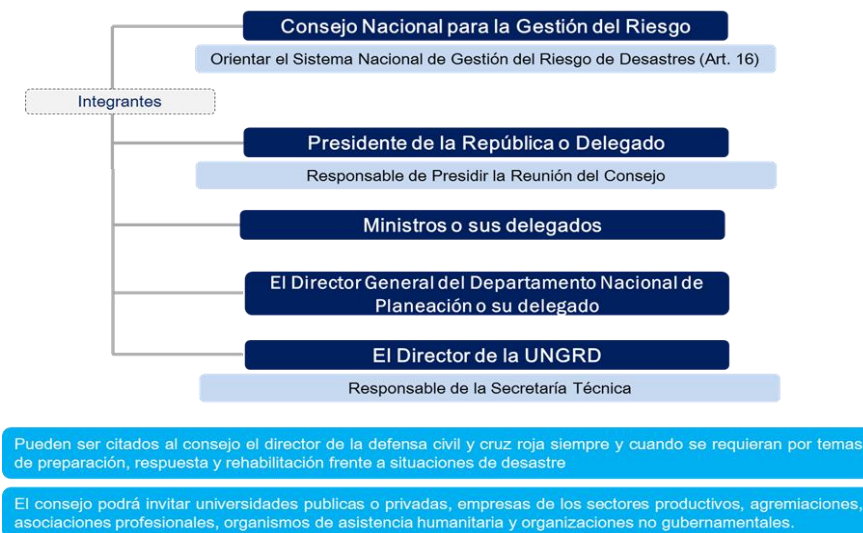 Consejo Nacional para la Gestión del Riesgo
Orientar el Sistema Nacional de Gestión del Riesgo de Desastres (Art. 16)
Integrantes
Presidente de la República o Delegado
Responsable de Presidir la Reunión del Consejo
Ministros o sus delegados
El Director General del Departamento Nacional de
Planeación o su delegado
El Director de la UNGRD
Responsable de la Secretaría Técnica
Pueden ser citados al consejo el director de la defensa civil y cruz roja siempre y cuando se requieran por temas
de preparación, respuesta y rehabilitación frente a situaciones de desastre
El consejo podrá invitar universidades publicas o privadas, empresas de los sectores productivos, agremiaciones,
asociaciones profesionales, organismos de asistencia humanitaria y organizaciones no gubernamentales.